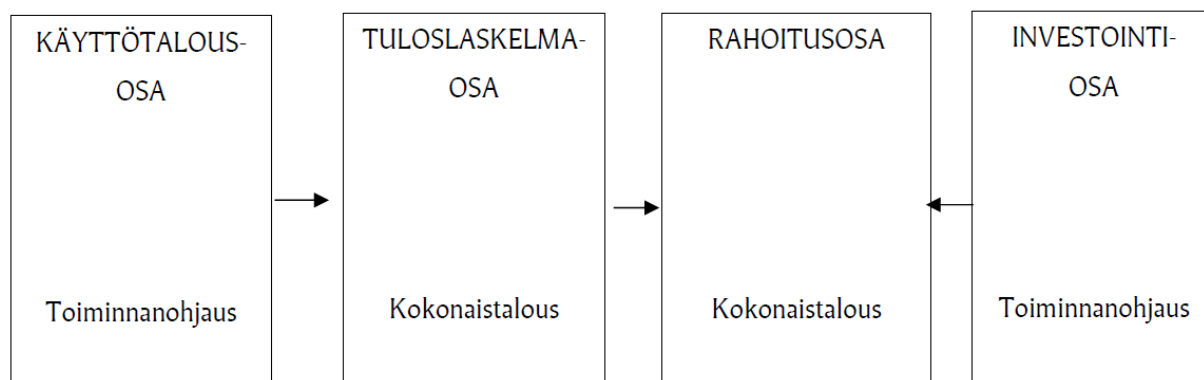 KÄYTTÖTALOUS-
OSA
Toiminnanohjaus
TULOSLASKELMA-
OSA
Kokonaistalous
RAHOITUSOSA
Kokonaistalous
INVESTOINTI-
OSA
Toiminnanohjaus